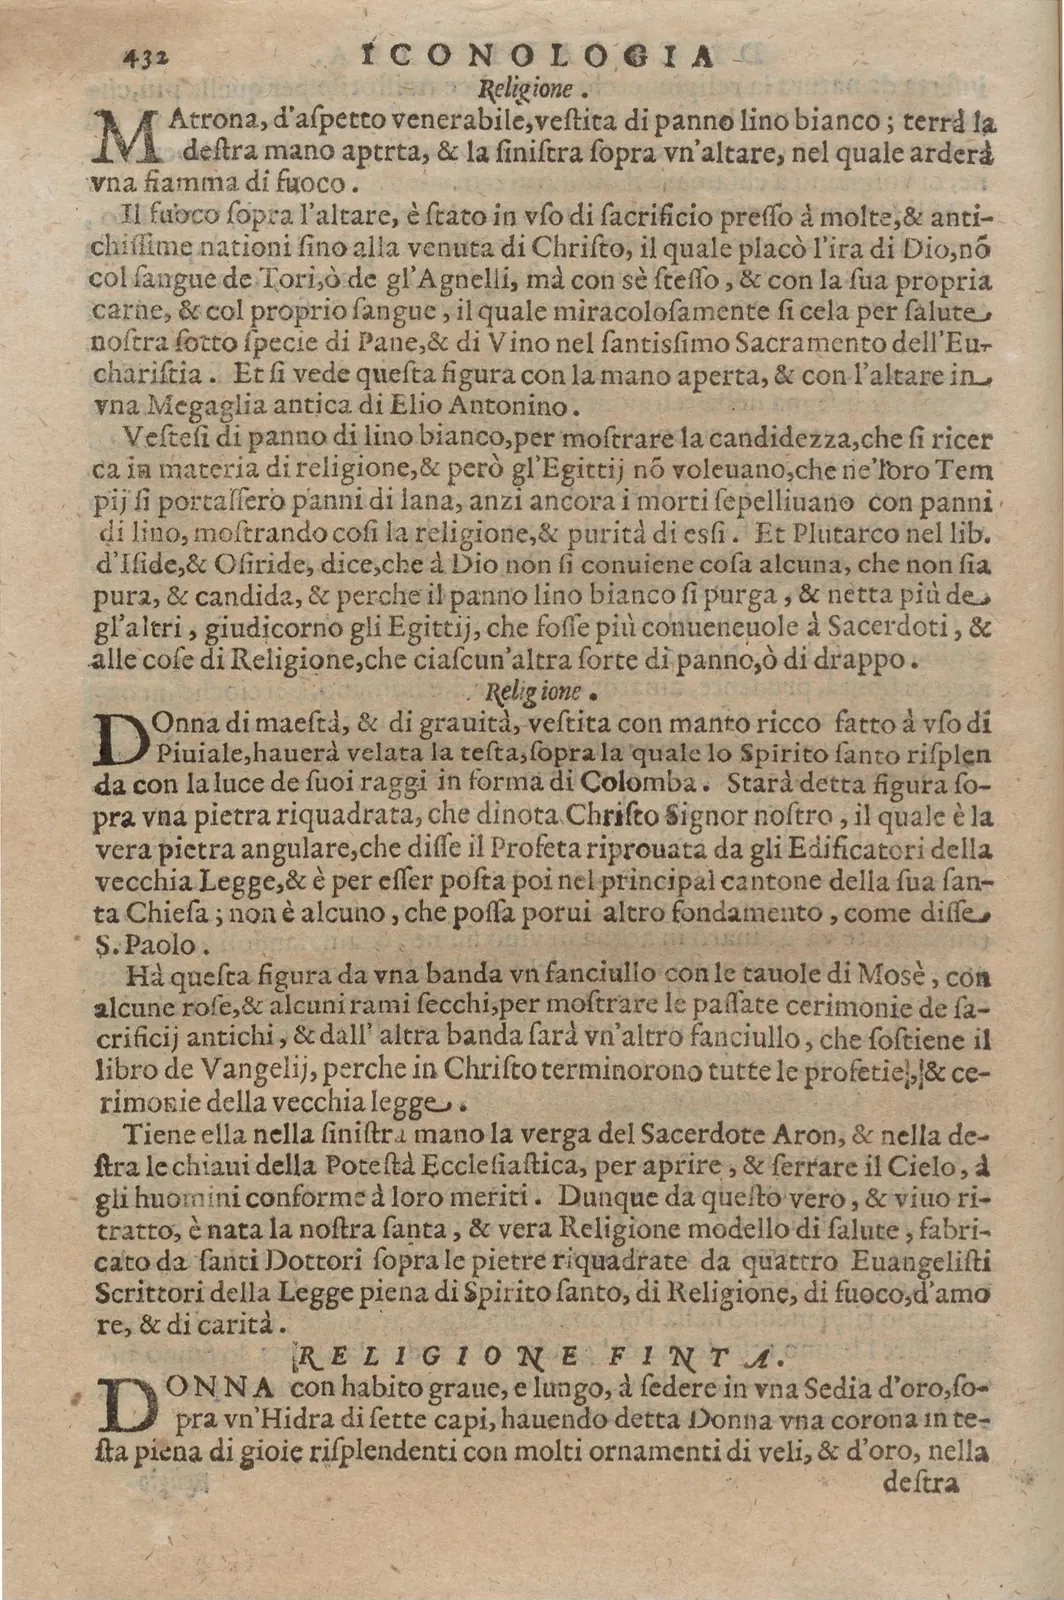 432 ICONOLOGIA
Religione.
MAtrona, d'aſpetto venerabile,veſtita di panno lino bianco; terrà la
deſtra mano aptrta, & la ſiniſtra ſopra vn'altare, nel quale arderà
vna fiamma di fuoco.
Il fuoco ſopra l'altare, è ſtato in vſo di ſacrificio preſſo à molte,& anti-
chiſſime nationi ſino alla venuta di Chriſto, il quale placò l'ira di Dio,nõ
col ſangue de Tori,ò de gl'Agnelli, mà con sè ſteſſo, & con la ſua propria
carne, & col proprio ſangue, il quale miracoloſamente ſi cela per ſalute
noſtra ſotto ſpecie di Pane,& di Vino nel ſantisſimo Sacramento dell'Eu-
chariſtia. Et ſi vede queſta figura con la mano aperta, & con l'altare in
vna Megaglia antica di Elio Antonino.
Veſteſi di panno di lino bianco,per moſtrare la candidezza,che ſi ricer
ca in materia di religione,& però gl'Egittij nõ voleuano,che ne'loro Tem
pij ſi portaſſero panni di lana, anzi ancora i morti ſepelliuano con panni
di lino, moſtrando coſi la religione,& purità di esſi. Et Plutarco nel lib.
d'Iſide,& Oſiride, dice,che à Dio non ſi conuiene coſa alcuna, che non ſia
pura, & candida, & perche il panno lino bianco ſi purga, & netta più de
gl'altri, giudicorno gli Egittij, che foſſe più conueneuole à Sacerdoti, &
alle coſe di Religione,che ciaſcun'altra ſorte di panno,ò di drappo.
Religione.
DOnna di maeſtà, & di grauità, veſtita con manto ricco fatto à vſo di
Piuiale,hauerà velata la teſta,ſopra la quale lo Spirito ſanto riſplen
da con la luce de ſuoi raggi in forma di Colomba. Starà detta figura ſo-
pra vna pietra riquadrata, che dinota Chriſto Signor noſtro, il quale è la
vera pietra angulare,che diſſe il Profeta riprouata da gli Edificatori della
vecchia Legge,& è per eſſer poſta poi nel principal cantone della ſua ſan-
ta Chieſa; non è alcuno, che poſſa porui altro fondamento, come diſſe
S. Paolo.
Hà queſta figura da vna banda vn fanciullo con le tauole di Mosè, con
alcune roſe,& alcuni rami ſecchi,per moſtrare le paſſate cerimonie de ſa-
crificij antichi, & dall' altra banda ſarà vn'altro fanciullo, che ſoſtiene il
libro de Vangelij, perche in Chriſto terminorono tutte le profetie,& ce-
rimonie della vecchia legge.
Tiene ella nella ſiniſtra mano la verga del Sacerdote Aron, & nella de-
ſtra le chiaui della Poteſtà Eccleſiaſtica, per aprire, & ſerrare il Cielo, à
gli huomini conforme à loro meriti. Dunque da queſto vero, & viuo ri-
tratto, è nata la noſtra ſanta, & vera Religione modello di ſalute, fabri-
cato da ſanti Dottori ſopra le pietre riquadrate da quattro Euangeliſti
Scrittori della Legge piena di Spirito ſanto, di Religione, di fuoco,d'amo
re, & di carità.
RELIGIONE FINTA.
DONNA con habito graue, e lungo, à ſedere in vna Sedia d'oro,ſo-
pra vn'Hidra di ſette capi, hauendo detta Donna vna corona in te-
ſta piena di gioie riſplendenti con molti ornamenti di veli, & d'oro, nella
deſtra